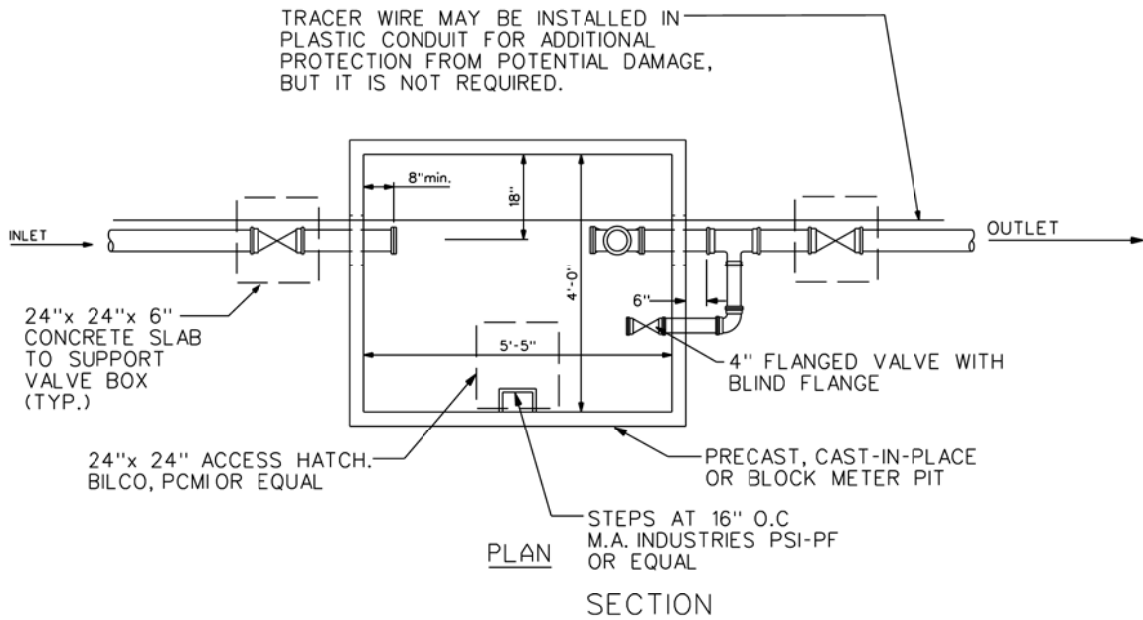 TRACER WIRE MAY BE INSTALLED IN
PLASTIC CONDUIT FOR ADDITIONAL
PROTECTION FROM POTENTIAL DAMAGE,
BUT IT IS NOT REQUIRED.
8"min.
18"
INLET
OUTLET
4'-0"
6"
24"x 24"x 6"
CONCRETE SLAB
TO SUPPORT
VALVE BOX
(TYP.)
5'-5"
4" FLANGED VALVE WITH
BLIND FLANGE
24"x 24" ACCESS HATCH.
BILCO, PCMI OR EQUAL
PRECAST, CAST-IN-PLACE
OR BLOCK METER PIT
STEPS AT 16" O.C
M.A. INDUSTRIES PSI-PF
OR EQUAL
PLAN
SECTION